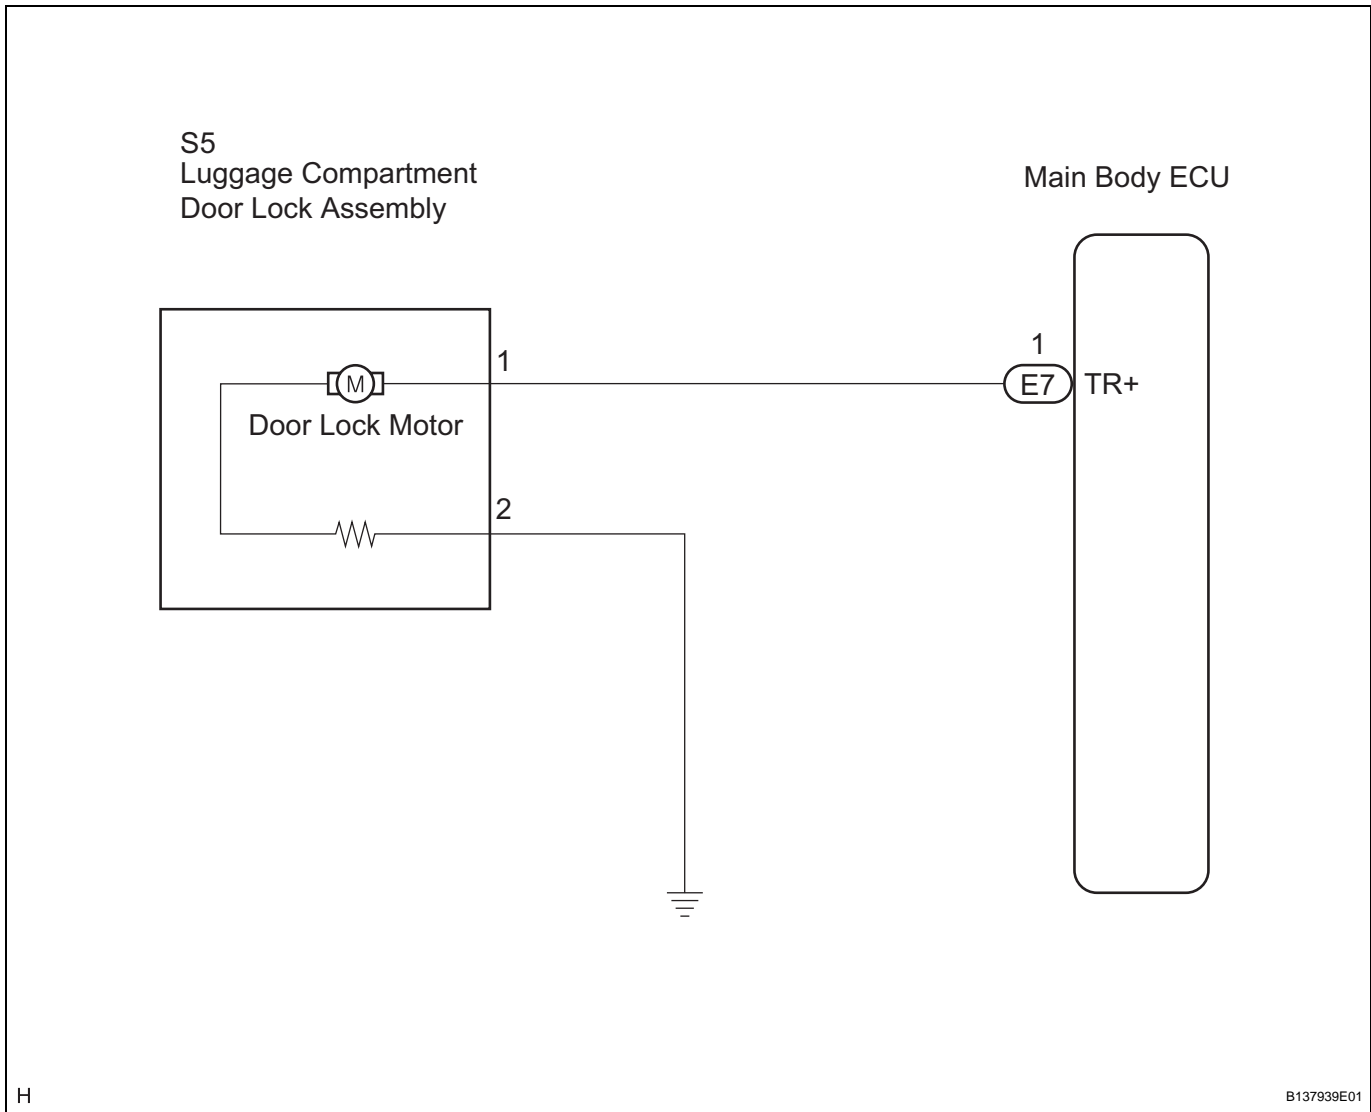 S5
Luggage Compartment
Door Lock Assembly
Main Body ECU
1
1
M
E7
TR+
Door Lock Motor
2
H
B137939E01